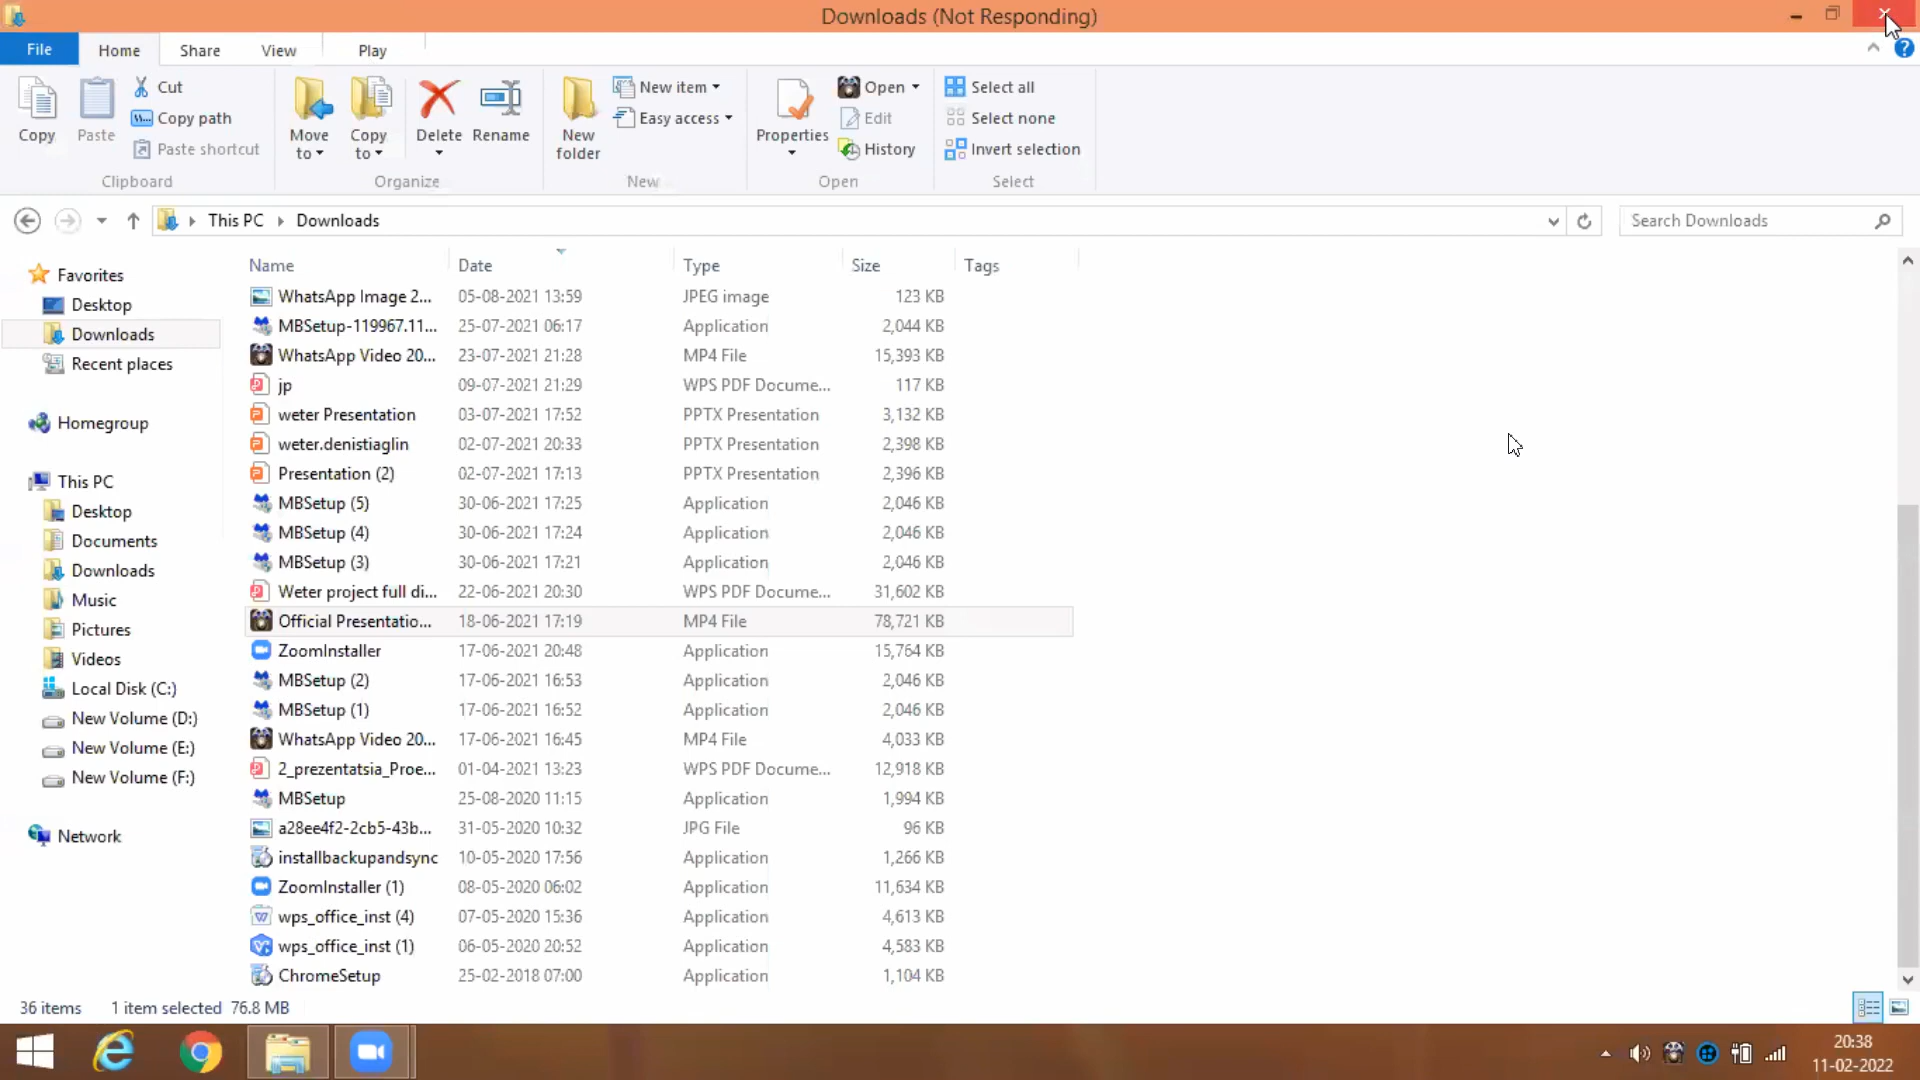 Downloads (Not Responding)
File Home Share View Play
Copy Paste Cut Copy path Paste shortcut
Clipboard
Move to Copy to Delete Rename
Organize
New folder New item Easy access
New
Properties Open Edit History
Open
Select all Select none Invert selection
Select
This PC Downloads Search Downloads
Favorites
Desktop
Downloads
Recent places
Homegroup
This PC
Desktop
Documents
Downloads
Music
Pictures
Videos
Local Disk (C:)
New Volume (D:)
New Volume (E:)
New Volume (F:)
Network
Name Date Type Size Tags
WhatsApp Image 2... 05-08-2021 13:59 JPEG image 123 KB
MBSetup-119967.11... 25-07-2021 06:17 Application 2,044 KB
WhatsApp Video 20... 23-07-2021 21:28 MP4 File 15,393 KB
jp 09-07-2021 21:29 WPS PDF Docume... 117 KB
weter Presentation 03-07-2021 17:52 PPTX Presentation 3,132 KB
weter.denistiaglin 02-07-2021 20:33 PPTX Presentation 2,398 KB
Presentation (2) 02-07-2021 17:13 PPTX Presentation 2,396 KB
MBSetup (5) 30-06-2021 17:25 Application 2,046 KB
MBSetup (4) 30-06-2021 17:24 Application 2,046 KB
MBSetup (3) 30-06-2021 17:21 Application 2,046 KB
Weter project full di... 22-06-2021 20:30 WPS PDF Docume... 31,602 KB
Official Presentatio... 18-06-2021 17:19 MP4 File 78,721 KB
ZoomInstaller 17-06-2021 20:48 Application 15,764 KB
MBSetup (2) 17-06-2021 16:53 Application 2,046 KB
MBSetup (1) 17-06-2021 16:52 Application 2,046 KB
WhatsApp Video 20... 17-06-2021 16:45 MP4 File 4,033 KB
2_prezentatsia_Proe... 01-04-2021 13:23 WPS PDF Docume... 12,918 KB
MBSetup 25-08-2020 11:15 Application 1,994 KB
a28ee4f2-2cb5-43b... 31-05-2020 10:32 JPG File 96 KB
installbackupandsync 10-05-2020 17:56 Application 1,266 KB
ZoomInstaller (1) 08-05-2020 06:02 Application 11,634 KB
wps_office_inst (4) 07-05-2020 15:36 Application 4,613 KB
wps_office_inst (1) 06-05-2020 20:52 Application 4,583 KB
ChromeSetup 25-02-2018 07:00 Application 1,104 KB
36 items 1 item selected 76.8 MB
20:38
11-02-2022